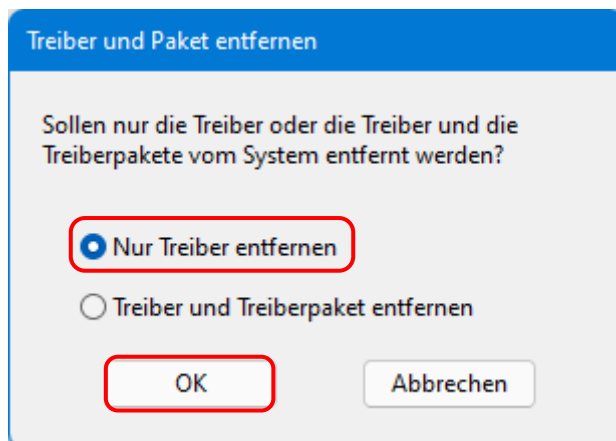 Treiber und Paket entfernen
Sollen nur die Treiber oder die Treiber und die
Treiberpakete vom System entfernt werden?
Nur Treiber entfernen
Treiber und Treiberpaket entfernen
OK
Abbrechen